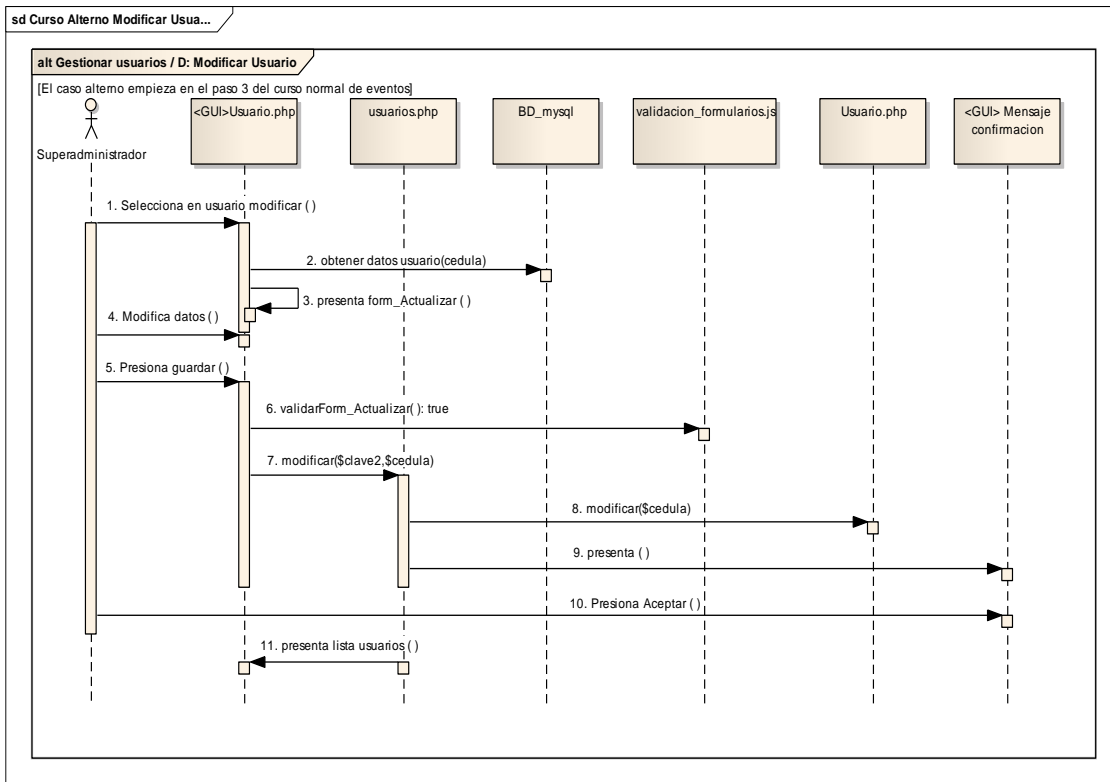 sd Curso Alterno Modificar Usua...
alt Gestionar usuarios / D: Modificar Usuario
[El caso alterno empieza en el paso 3 del curso normal de eventos]
Superadministrador
<GUI>Usuario.php
usuarios.php
BD_mysql
validacion_formularios.js
Usuario.php
<GUI> Mensaje
confirmacion
1. Selecciona en usuario modificar ( )
2. obtener datos usuario(cedula)
3. presenta form_Actualizar ( )
4. Modifica datos ( )
5. Presiona guardar ( )
6. validarForm_Actualizar( ): true
7. modificar($clave2,$cedula)
8. modificar($cedula)
9. presenta ( )
10. Presiona Aceptar ( )
11. presenta lista usuarios ( )